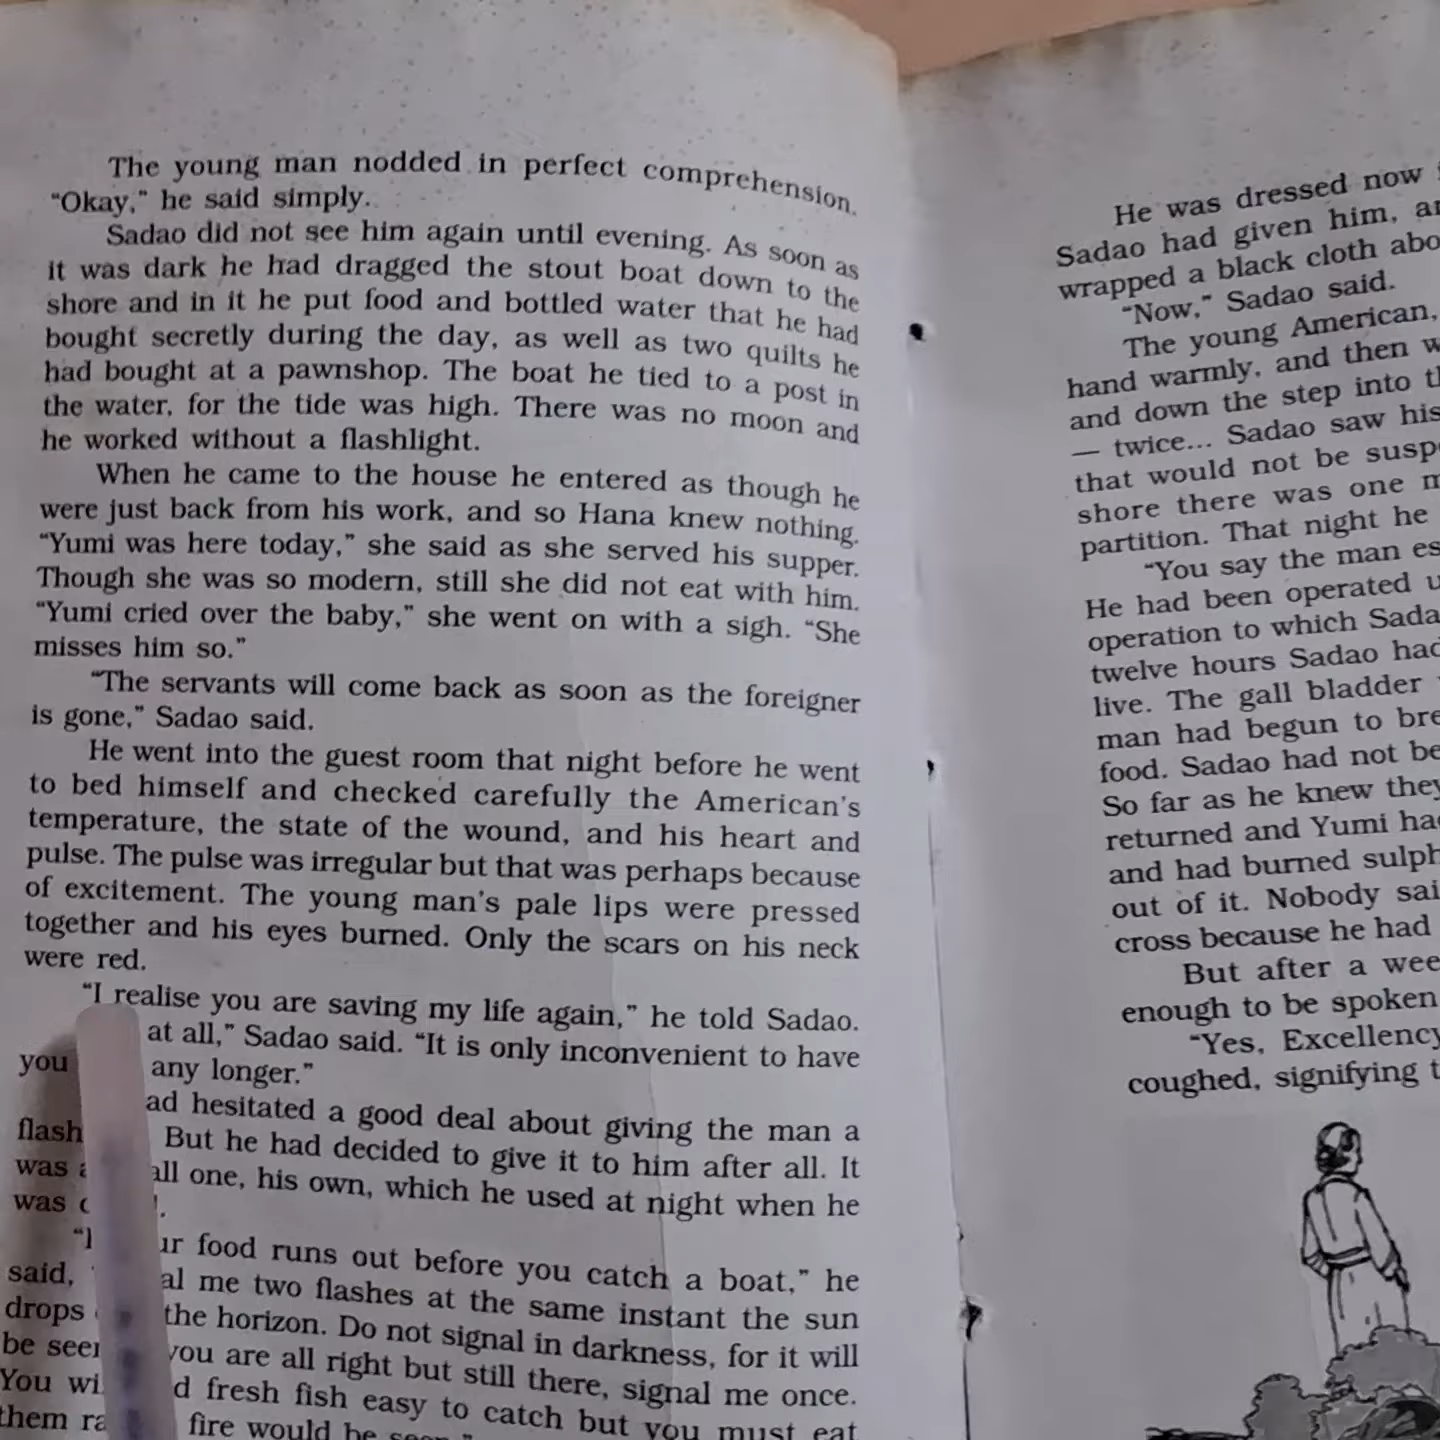 The young man nodded in perfect comprehension.
“Okay,” he said simply.
Sadao did not see him again until evening. As soon as
it was dark he had dragged the stout boat down to the
shore and in it he put food and bottled water that he had
bought secretly during the day, as well as two quilts he
had bought at a pawnshop. The boat he tied to a post in
the water, for the tide was high. There was no moon and
he worked without a flashlight.
When he came to the house he entered as though he
were just back from his work, and so Hana knew nothing.
“Yumi was here today,” she said as she served his supper.
Though she was so modern, still she did not eat with him.
“Yumi cried over the baby,” she went on with a sigh. “She
misses him so.”
“The servants will come back as soon as the foreigner
is gone,” Sadao said.
He went into the guest room that night before he went
to bed himself and checked carefully the American’s
temperature, the state of the wound, and his heart and
pulse. The pulse was irregular but that was perhaps because
of excitement. The young man’s pale lips were pressed
together and his eyes burned. Only the scars on his neck
were red.
“I realise you are saving my life again,” he told Sadao.
at all,” Sadao said. “It is only inconvenient to have
you any longer.”
hesitated a good deal about giving the man a
But he had decided to give it to him after all. It
was all one, his own, which he used at night when he
was
food runs out before you catch a boat,” he
said, me two flashes at the same instant the sun
drops the horizon. Do not signal in darkness, for it will
be you are all right but still there, signal me once.
You fresh fish easy to catch but you must eat
them fire would be
He was dressed now
Sadao had given him,
wrapped a black cloth
“Now,” Sadao said.
The young American,
hand warmly, and then
and down the step into
— twice... Sadao saw his
that would not be
shore there was one
partition. That night he
“You say the man
He had been operated
operation to which
twelve hours Sadao had
live. The gall bladder
man had begun to
food. Sadao had not
So far as he knew they
returned and Yumi
and had burned
out of it. Nobody
cross because he had
But after a
enough to be spoken
“Yes, Excellency
coughed, signifying